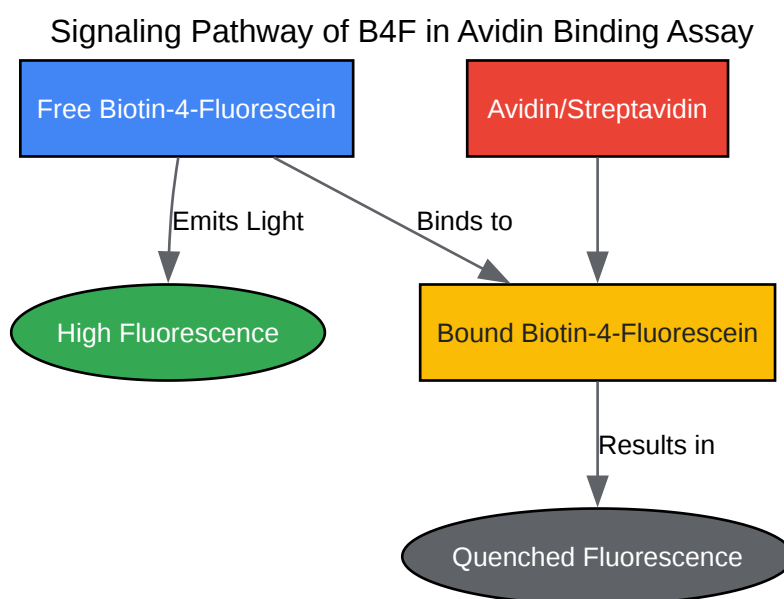 Signaling Pathway of B4F in Avidin Binding Assay
Free Biotin-4-Fluorescein
Avidin/Streptavidin
Emits Light
Binds to
High Fluorescence
Bound Biotin-4-Fluorescein
Results in
Quenched Fluorescence